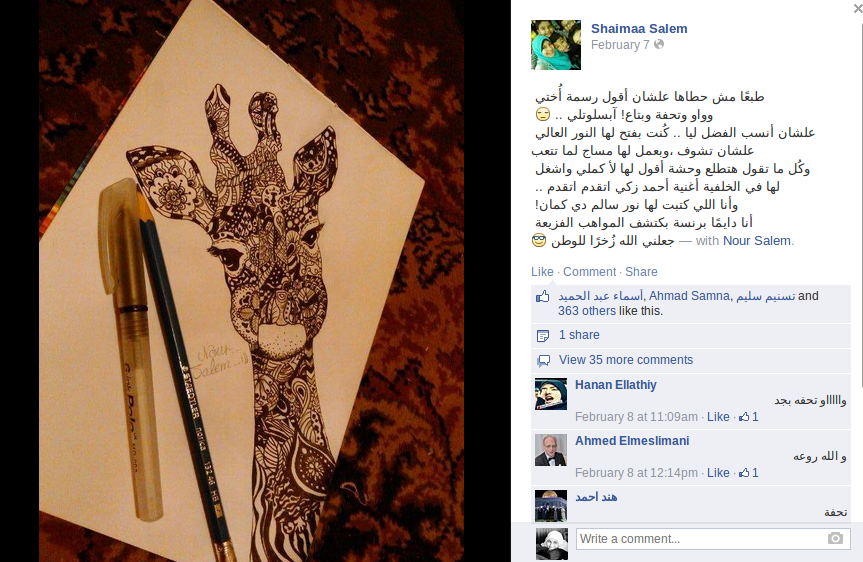 Shaimaa Salem
February 7
طبعًا مش حطاها علشان أقول رسمة أُختي
وواو وتحفة وبتاع! آبسلوتلي ..
علشان أنسب الفضل ليا .. كُنت بفتح لها النور العالي
علشان تشوف ،وبعمل لها مساج لما تتعب
وكُل ما تقول هتطلع وحشة أقول لها لأ كملي واشغل
لها في الخلفية أغنية أحمد زكي اتقدم اتقدم ..
وأنا اللي كتبت لها نور سالم دي كمان!
أنا دايمًا برنسة بكتشف المواهب الفزيعة
جعلني الله زُخرًا للوطن — with Nour Salem.
Like · Comment · Share
أسماء عبد الحميد, Ahmad Samna, تسنيم سليم and
363 others like this.
1 share
View 35 more comments
Hanan Ellathiy
واااااو تحفه بجد
February 8 at 11:09am · Like · 1
Ahmed Elmeslimani
و الله روعه
February 8 at 12:14pm · Like · 1
هند احمد
تحفة
Write a comment...
Nour
Salem
STAEDTLER noris HB